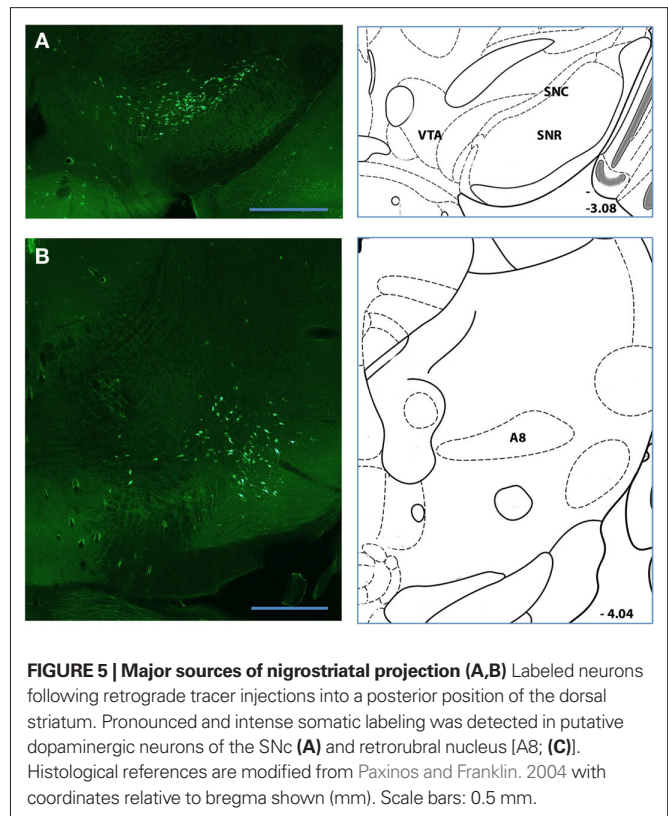 A
SNC
VTA
SNR
-
-3.08
B
A8
- 4.04
FIGURE 5 | Major sources of nigrostriatal projection (A,B) Labeled neurons
following retrograde tracer injections into a posterior position of the dorsal
striatum. Pronounced and intense somatic labeling was detected in putative
dopaminergic neurons of the SNc (A) and retrorubral nucleus [A8; (C)].
Histological references are modified from Paxinos and Franklin. 2004 with
coordinates relative to bregma shown (mm). Scale bars: 0.5 mm.